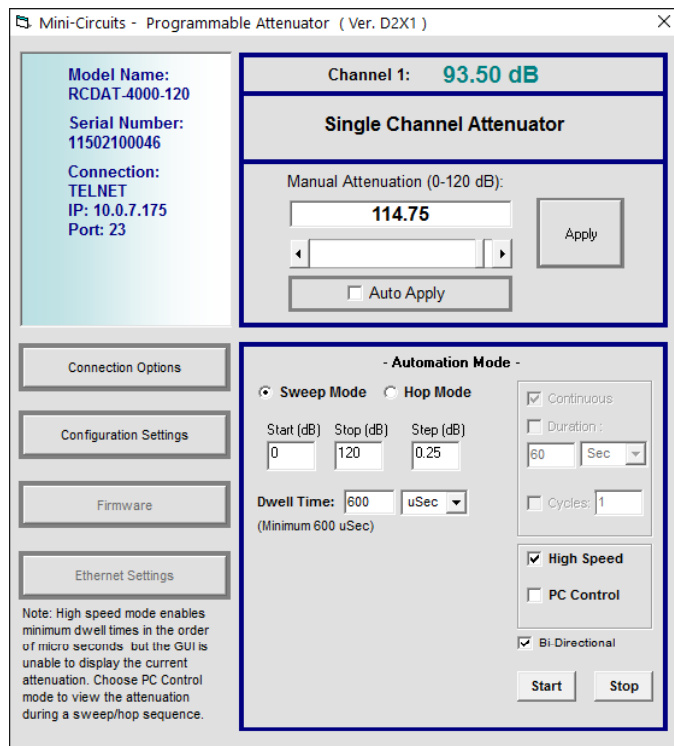 Mini-Circuits - Programmable Attenuator ( Ver. D2X1 )
Model Name:
RCDAT-4000-120
Serial Number:
11502100046
Connection:
TELNET
IP: 10.0.7.175
Port: 23
Channel 1: 93.50 dB
Single Channel Attenuator
Manual Attenuation (0-120 dB):
114.75
Apply
Auto Apply
Connection Options
Configuration Settings
Firmware
Ethernet Settings
Note: High speed mode enables
minimum dwell times in the order
of micro seconds but the GUI is
unable to display the current
attenuation. Choose PC Control
mode to view the attenuation
during a sweep/hop sequence.
- Automation Mode -
Sweep Mode Hop Mode
Start (dB) Stop (dB) Step (dB)
0 120 0.25
Dwell Time: 600 uSec
(Minimum 600 uSec)
Continuous
Duration :
60 Sec
Cycles: 1
High Speed
PC Control
Bi-Directional
Start Stop